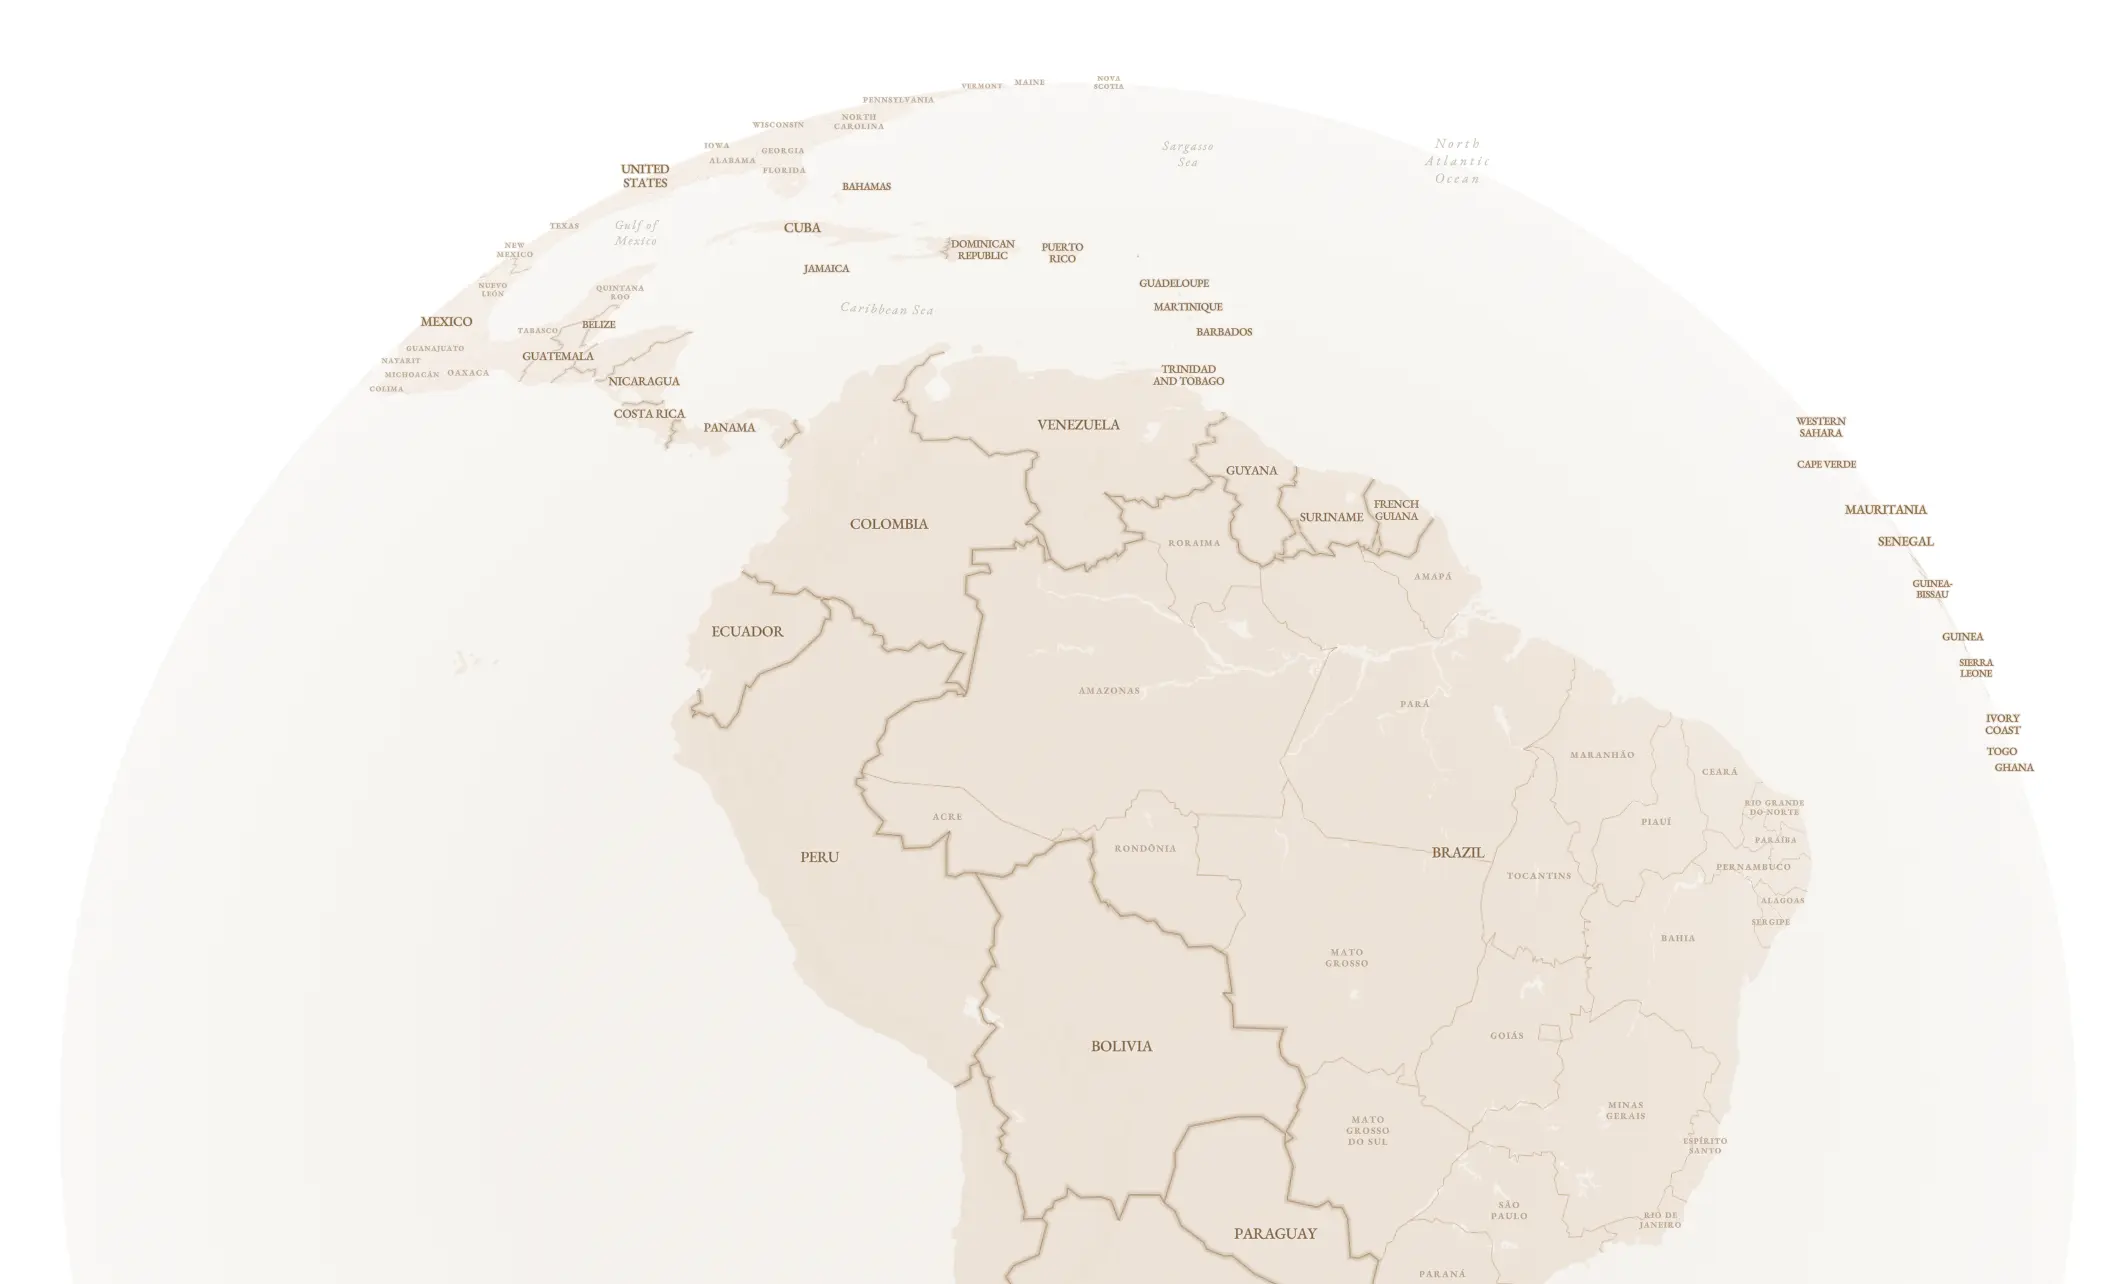 NOVA
SCOTIA
MAINE
VERMONT
PENNSYLVANIA
NORTH
CAROLINA
WISCONSIN
IOWA
GEORGIA
ALABAMA
FLORIDA
UNITED
STATES
BAHAMAS
Sargasso
Sea
North
Atlantic
Ocean
TEXAS
Gulf of
Mexico
CUBA
NEW
MEXICO
DOMINICAN
REPUBLIC
PUERTO
RICO
JAMAICA
NUEVO
LEÓN
QUINTANA
ROO
GUADELOUPE
Caribbean Sea
MARTINIQUE
MEXICO
TABASCO
BELIZE
BARBADOS
GUANAJUATO
NAYARIT
GUATEMALA
MICHOACÁN
OAXACA
COLIMA
NICARAGUA
TRINIDAD
AND TOBAGO
COSTA RICA
PANAMA
VENEZUELA
WESTERN
SAHARA
CAPE VERDE
GUYANA
MAURITANIA
COLOMBIA
SURINAME
FRENCH
GUIANA
SENEGAL
RORAIMA
AMAPÁ
GUINEA-
BISSAU
ECUADOR
GUINEA
SIERRA
LEONE
AMAZONAS
PARÁ
IVORY
COAST
TOGO
GHANA
MARANHÃO
CEARÁ
RIO GRANDE
DO NORTE
ACRE
PIAUÍ
PARAÍBA
RONDÔNIA
PERU
BRAZIL
PERNAMBUCO
TOCANTINS
ALAGOAS
SERGIPE
BAHIA
MATO
GROSSO
GOIÁS
BOLIVIA
MINAS
GERAIS
MATO
GROSSO
DO SUL
ESPÍRITO
SANTO
SÃO
PAULO
RIO DE
JANEIRO
PARAGUAY
PARANÁ